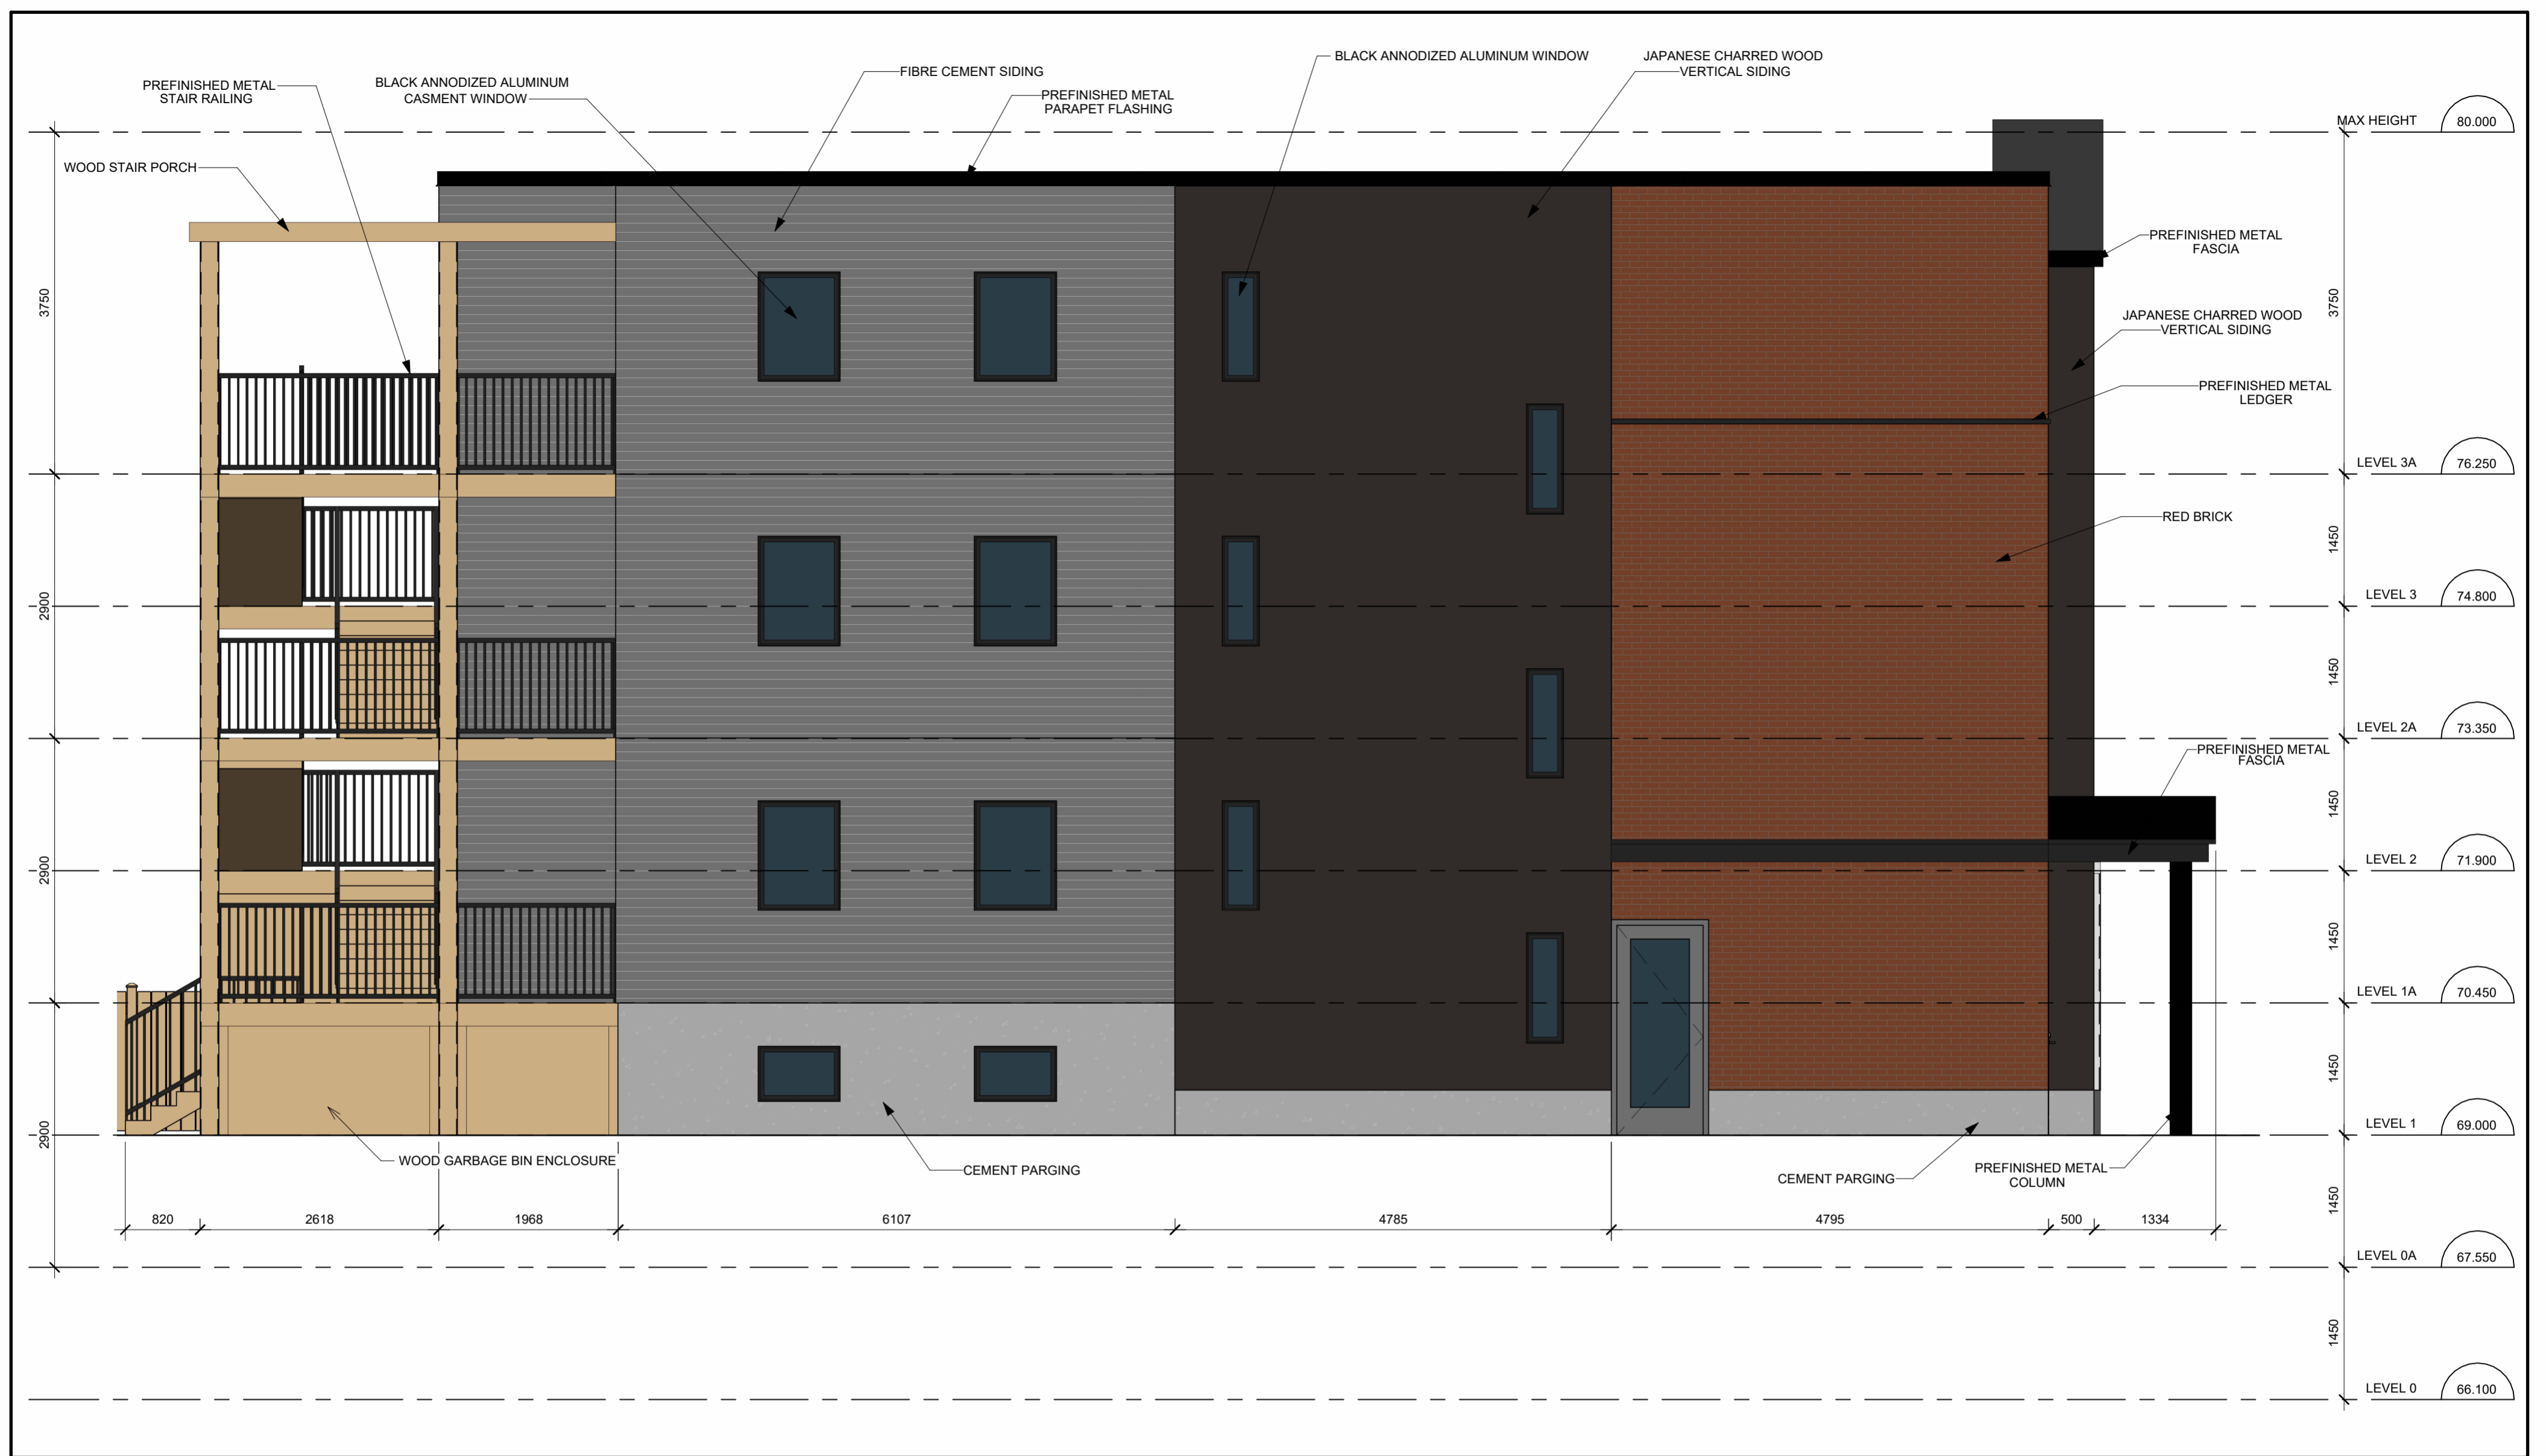 BLACK ANNODIZED ALUMINUM WINDOW
JAPANESE CHARRED WOOD
VERTICAL SIDING
FIBRE CEMENT SIDING
BLACK ANNODIZED ALUMINUM
CASMENT WINDOW
PREFINISHED METAL
STAIR RAILING
PREFINISHED METAL
PARAPET FLASHING
MAX HEIGHT 80.000
WOOD STAIR PORCH
PREFINISHED METAL
FASCIA
3750
3750
JAPANESE CHARRED WOOD
VERTICAL SIDING
PREFINISHED METAL
LEDGER
LEVEL 3A 76.250
RED BRICK
1450
2900
LEVEL 3 74.800
1450
LEVEL 2A 73.350
PREFINISHED METAL
FASCIA
1450
2900
LEVEL 2 71.900
1450
LEVEL 1A 70.450
1450
2900
LEVEL 1 69.000
WOOD GARBAGE BIN ENCLOSURE
CEMENT PARGING
CEMENT PARGING
PREFINISHED METAL
COLUMN
1450
820 2618 1968 6107 4785 4795 500 1334
LEVEL 0A 67.550
1450
LEVEL 0 66.100